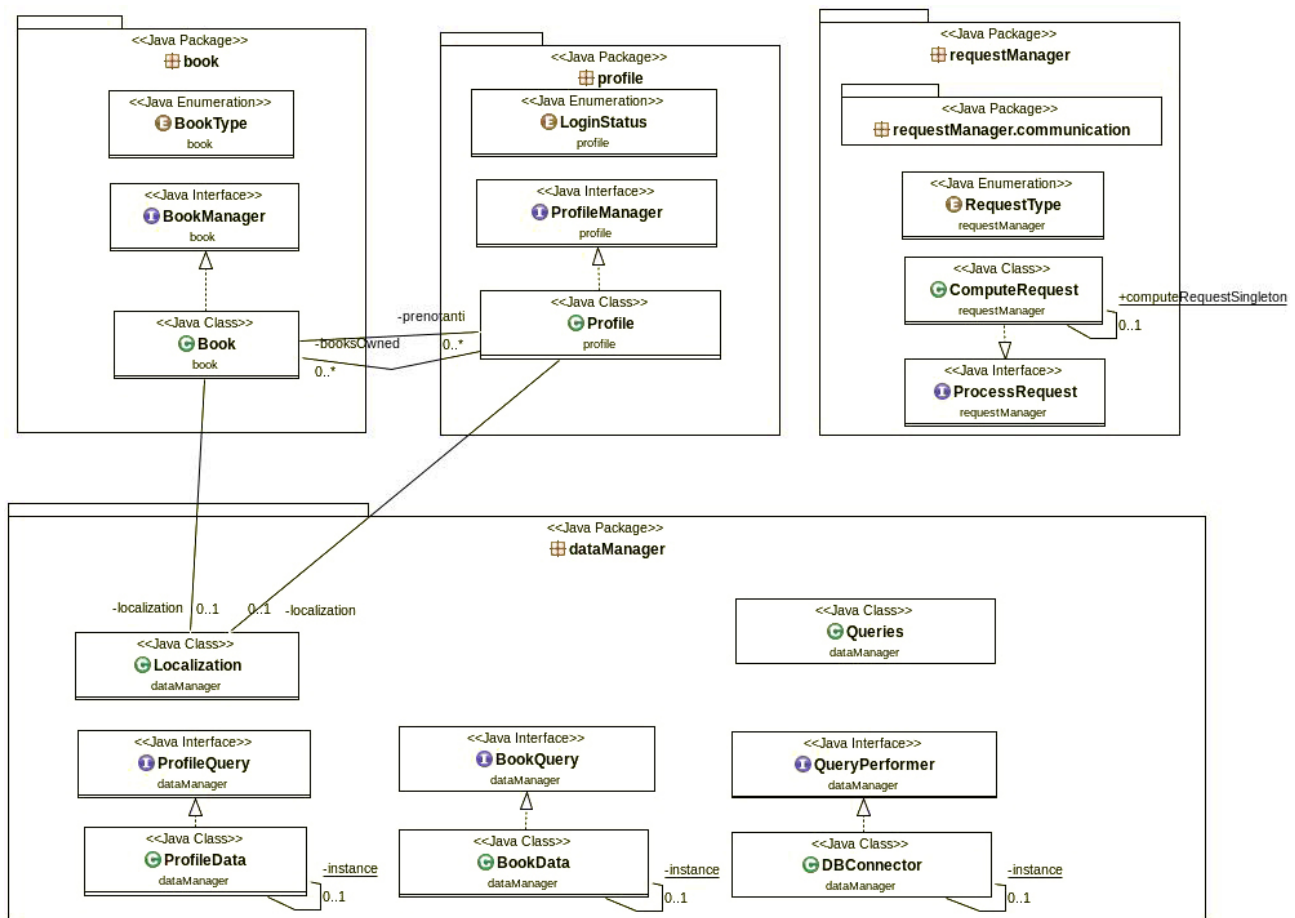 <<Java Package>>
book
<<Java Enumeration>>
BookType
book
<<Java Interface>>
BookManager
book
<<Java Class>>
Book
book
<<Java Package>>
profile
<<Java Enumeration>>
LoginStatus
profile
<<Java Interface>>
ProfileManager
profile
<<Java Class>>
Profile
profile
-prenotanti
0..*
-booksOwned
0..*
<<Java Package>>
requestManager
<<Java Package>>
requestManager.communication
<<Java Enumeration>>
RequestType
requestManager
<<Java Class>>
ComputeRequest
requestManager
+computeRequestSingleton
0..1
<<Java Interface>>
ProcessRequest
requestManager
<<Java Package>>
dataManager
-localization
0..1
0..1
-localization
<<Java Class>>
Localization
dataManager
<<Java Class>>
Queries
dataManager
<<Java Interface>>
ProfileQuery
dataManager
<<Java Interface>>
BookQuery
dataManager
<<Java Interface>>
QueryPerformer
dataManager
<<Java Class>>
ProfileData
dataManager
-instance
0..1
<<Java Class>>
BookData
dataManager
-instance
0..1
<<Java Class>>
DBConnector
dataManager
-instance
0..1